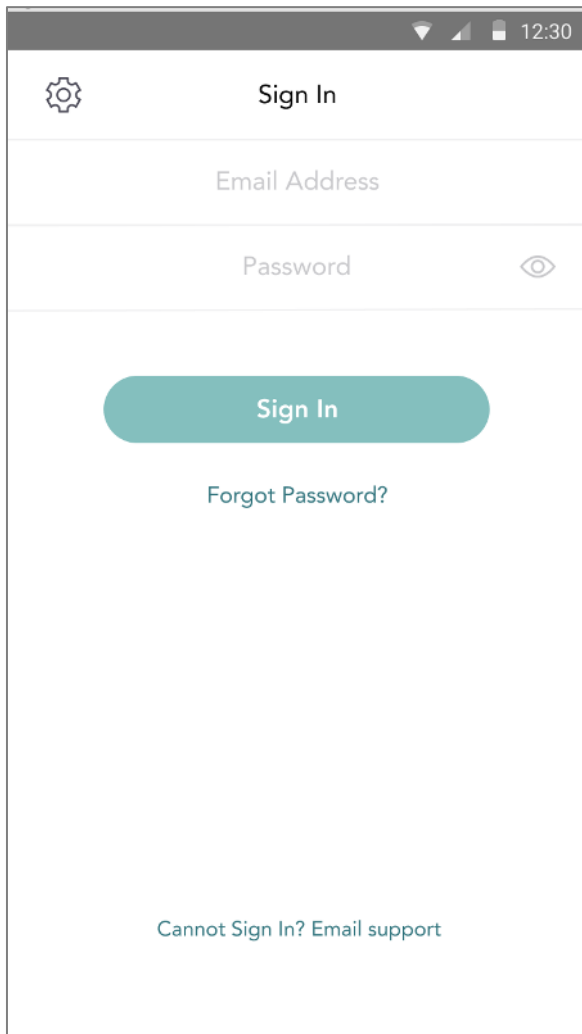 12:30
Sign In
Email Address
Password
Sign In
Forgot Password?
Cannot Sign In? Email support